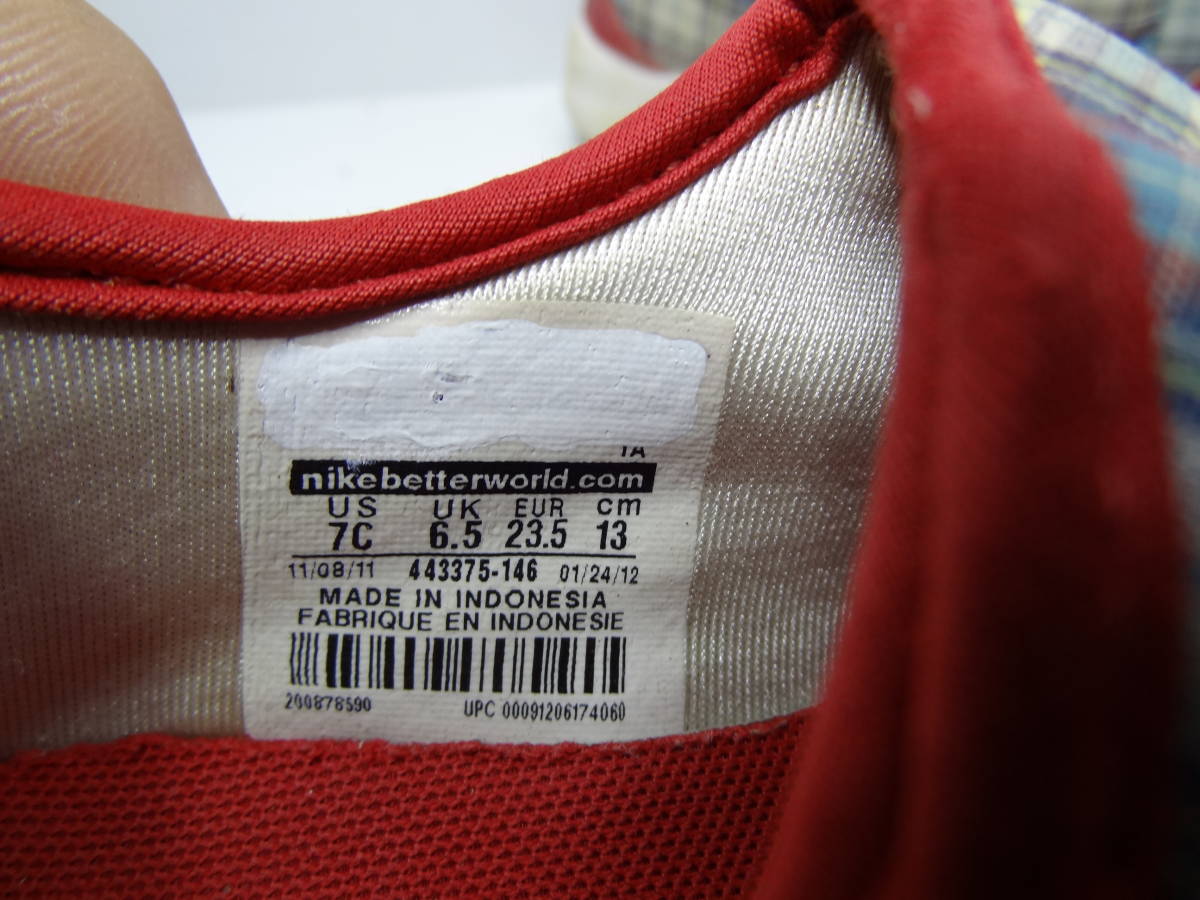 nikebetterworld.com
US UK EUR cm
7C 6.5 23.5 13
11/08/11 443375-146 01/24/12
MADE IN INDONESIA
FABRIQUE EN INDONESIE
200878590 UPC 00091206174060